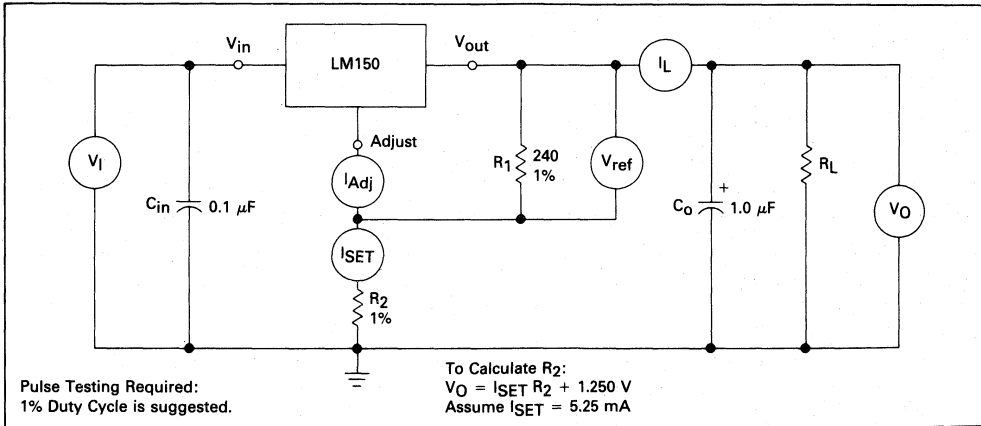 Vin
LM150
Vout
IL
VI
Cin
0.1 μF
Adjust
IAdj
ISET
R2
1%
R1
240
1%
Vref
Co
+
1.0 μF
RL
VO
Pulse Testing Required:
1% Duty Cycle is suggested.
To Calculate R2:
VO = ISET R2 + 1.250 V
Assume ISET = 5.25 mA